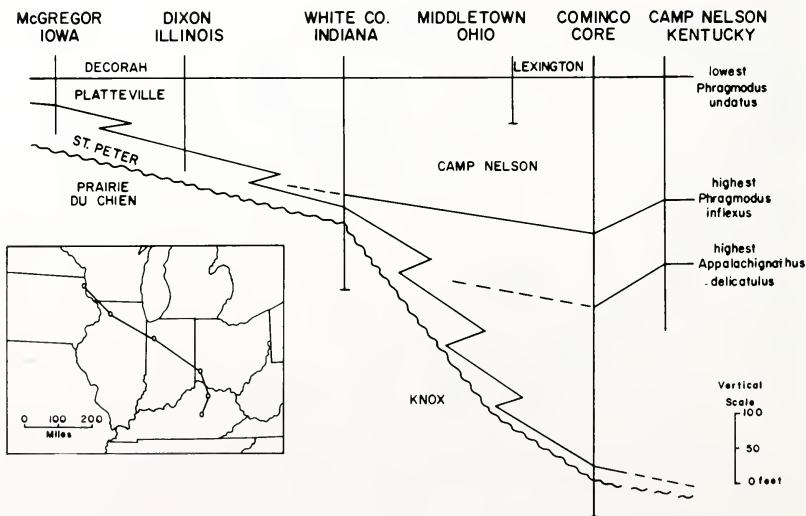 McGREGOR
IOWA
DIXON
ILLINOIS
WHITE CO.
INDIANA
MIDDLETOWN
OHIO
COMINCO
CORE
CAMP NELSON
KENTUCKY
DECORAH
LEXINGTON
lowest
Phragmodus
undatus
PLATTEVILLE
ST. PETER
CAMP NELSON
PRAIRIE
DU CHIEN
highest
Phragmodus
inflexus
highest
Appalachignathus
delicatulus
KNOX
0 100 200
Miles
Vertical
Scale
100
50
0 feet